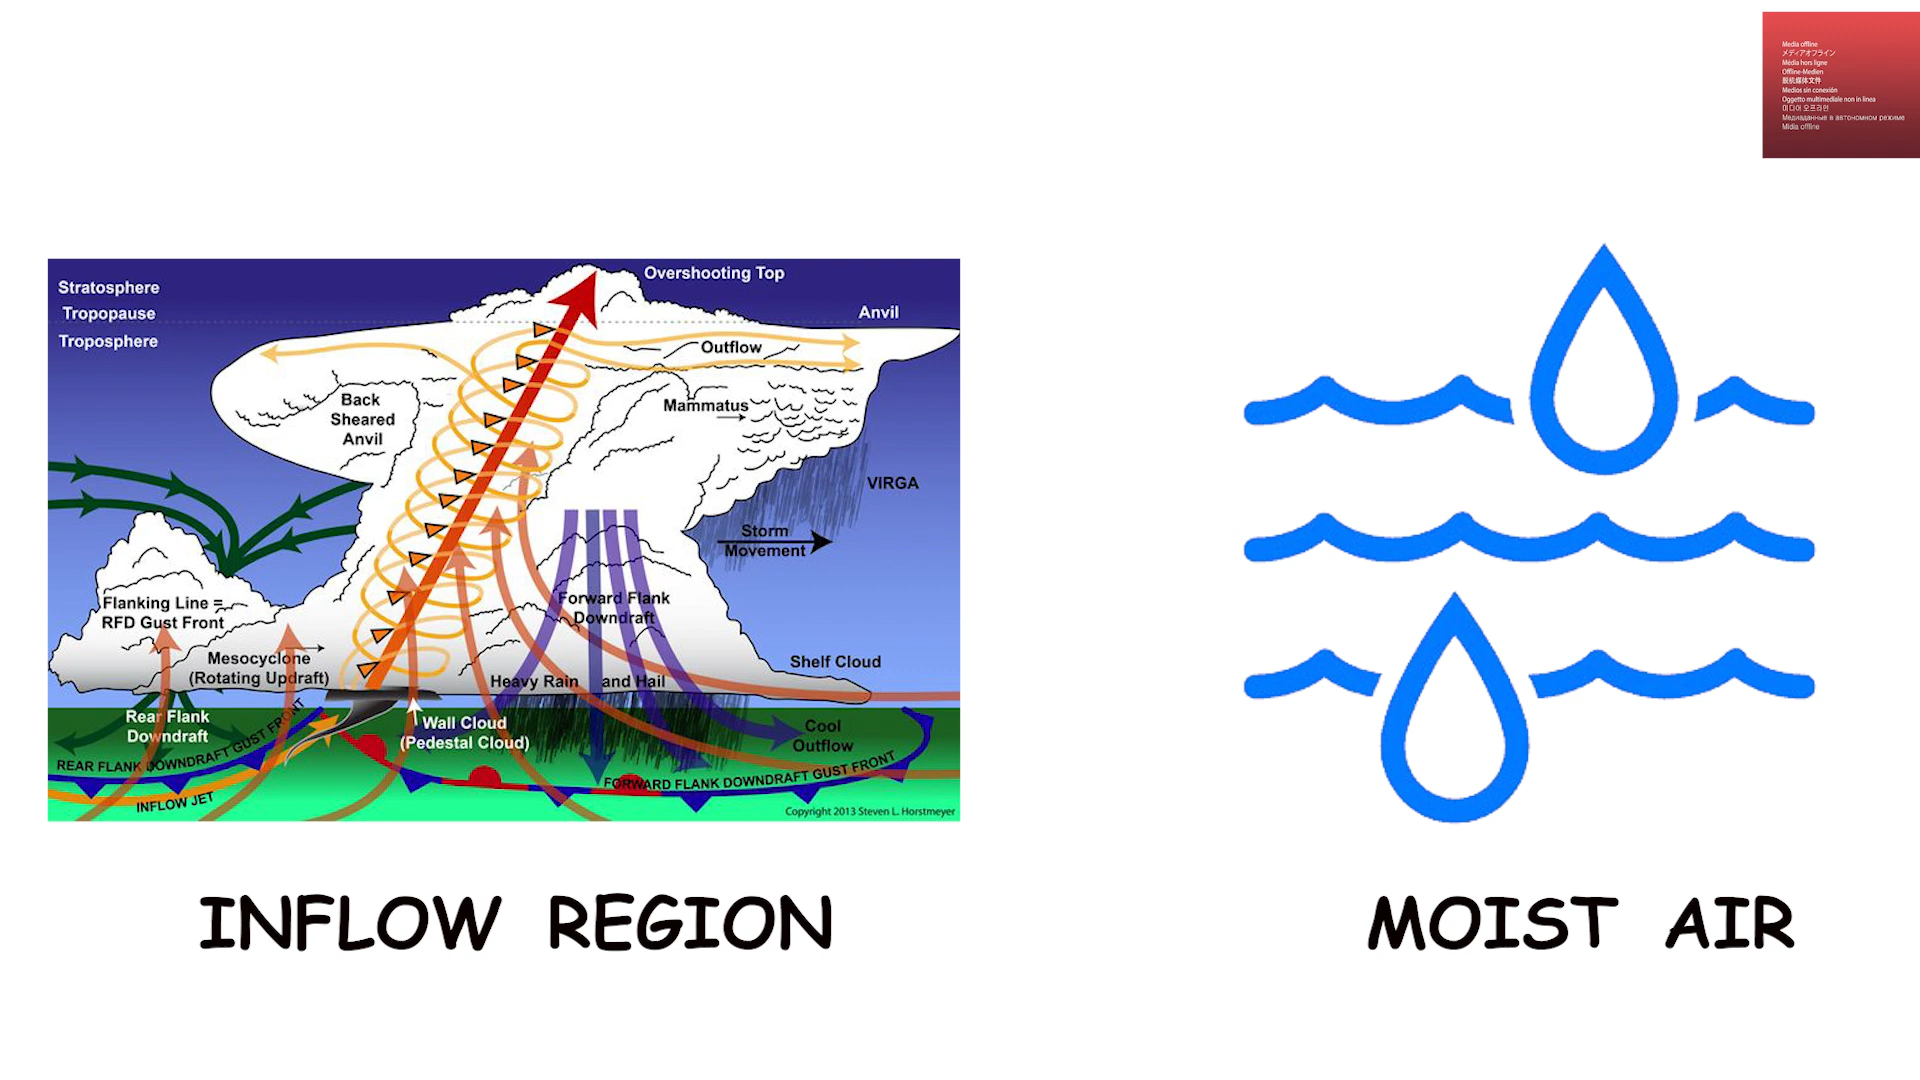 Media offline
メディアオフライン
Média hors ligne
Offline-Medien
脱机媒体文件
Medios sin conexión
Oggetto multimediale non in linea
미디어 오프라인
Медиаданные в автономном режиме
Mídia offline
Stratosphere
Tropopause
Troposphere
Overshooting Top
Anvil
Outflow
Back
Sheared
Anvil
Mammatus
VIRGA
Storm
Movement
Flanking Line =
RFD Gust Front
Forward Flank
Downdraft
Mesocyclone
(Rotating Updraft)
Shelf Cloud
Heavy Rain and Hail
Rear Flank
Downdraft
Wall Cloud
(Pedestal Cloud)
Cool
Outflow
REAR FLANK DOWNDRAFT GUST FRONT
FORWARD FLANK DOWNDRAFT GUST FRONT
INFLOW JET
Copyright 2013 Steven L. Horstmeyer
INFLOW REGION
MOIST AIR